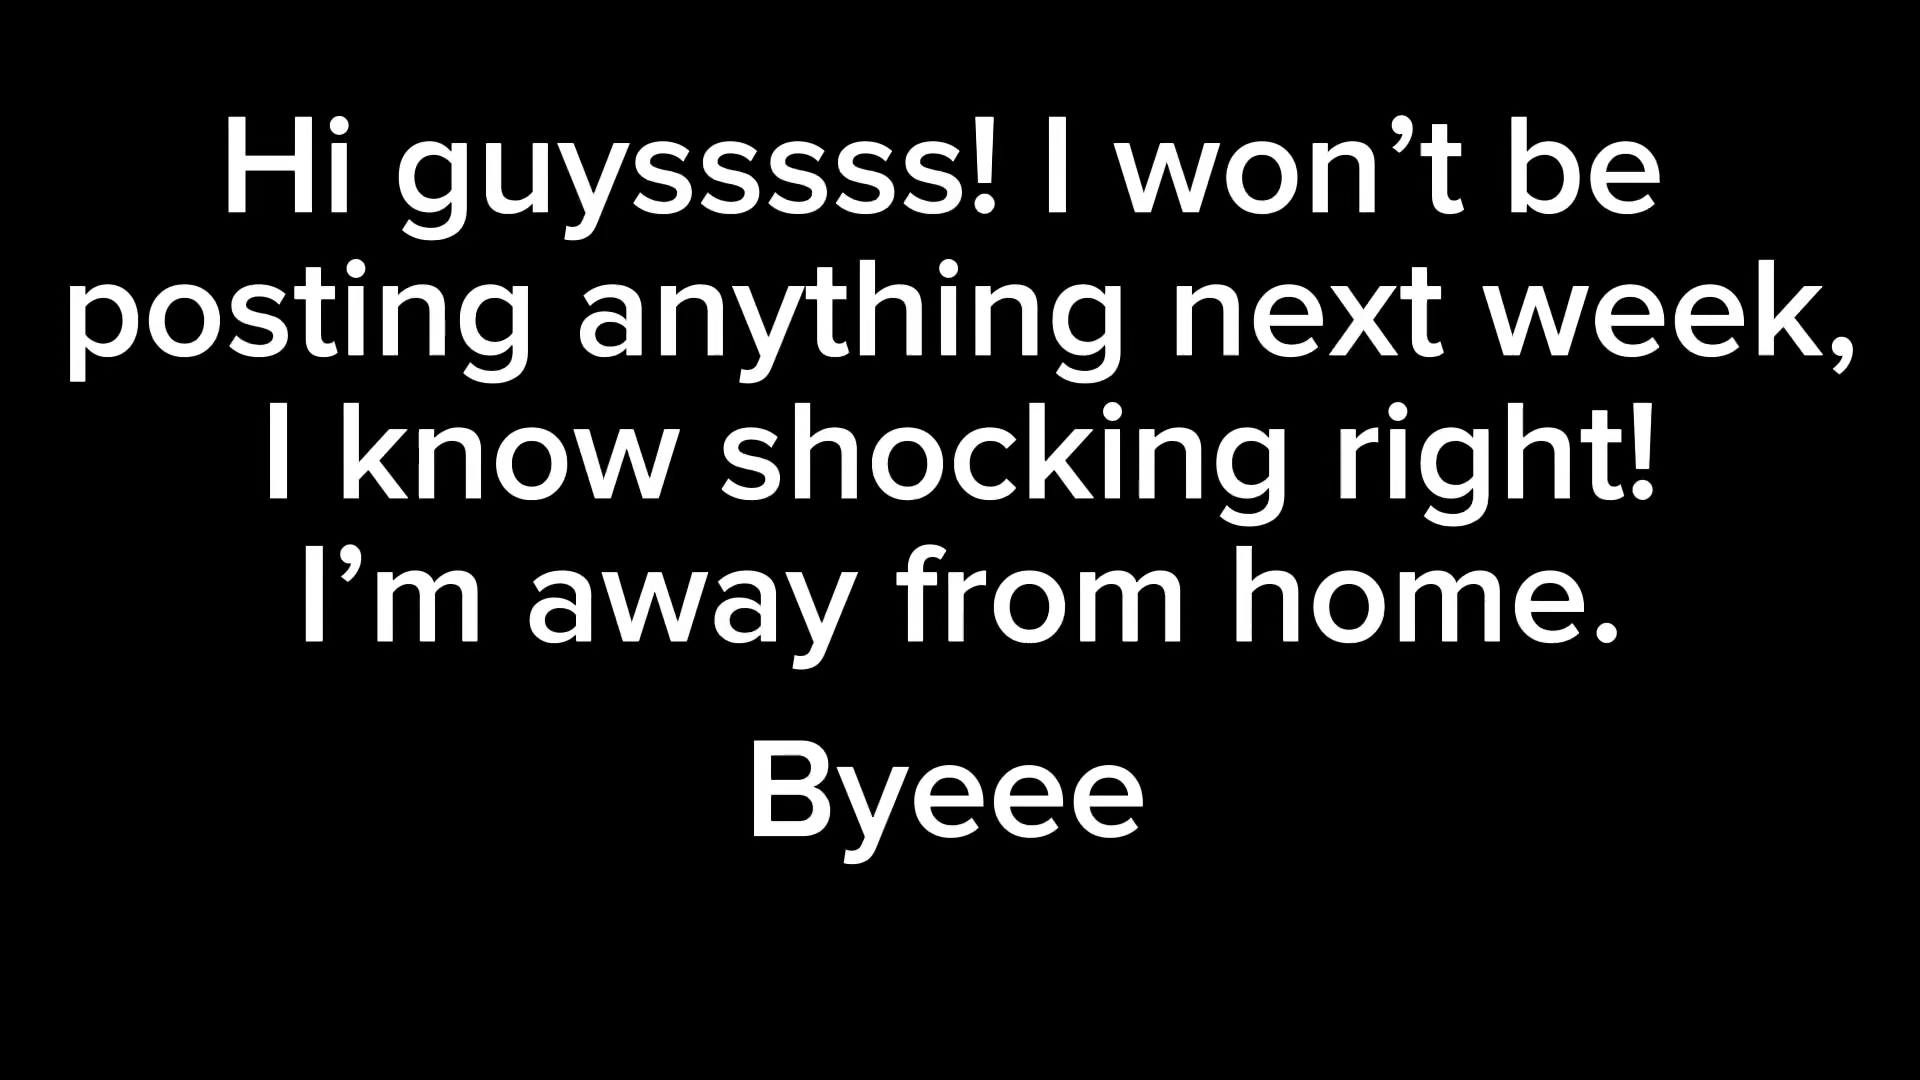 Hi guysssss! I won’t be
posting anything next week,
I know shocking right!
I’m away from home.
Byeee